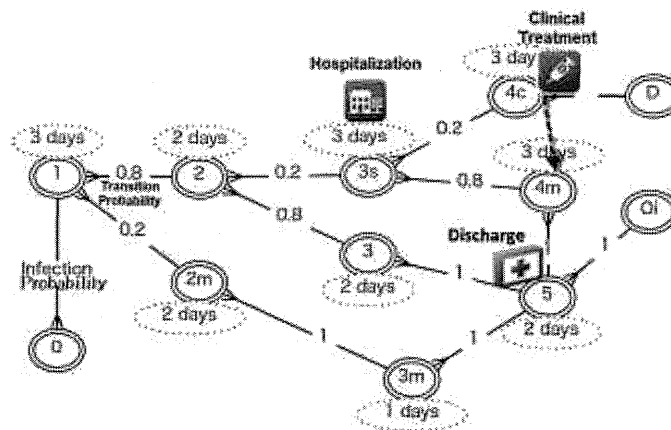 Clinical
Treatment
3 days
Hospitalization
4c
D
3 days
2 days
3 days
0.2
3 days
1
0.8
2
0.2
3s
0.8
4m
Transition
Probability
0i
0.2
0.8
Discharge
1
3
1
Infection
Probability
2m
2 days
5
2 days
2 days
0
1
1
3m
1 days